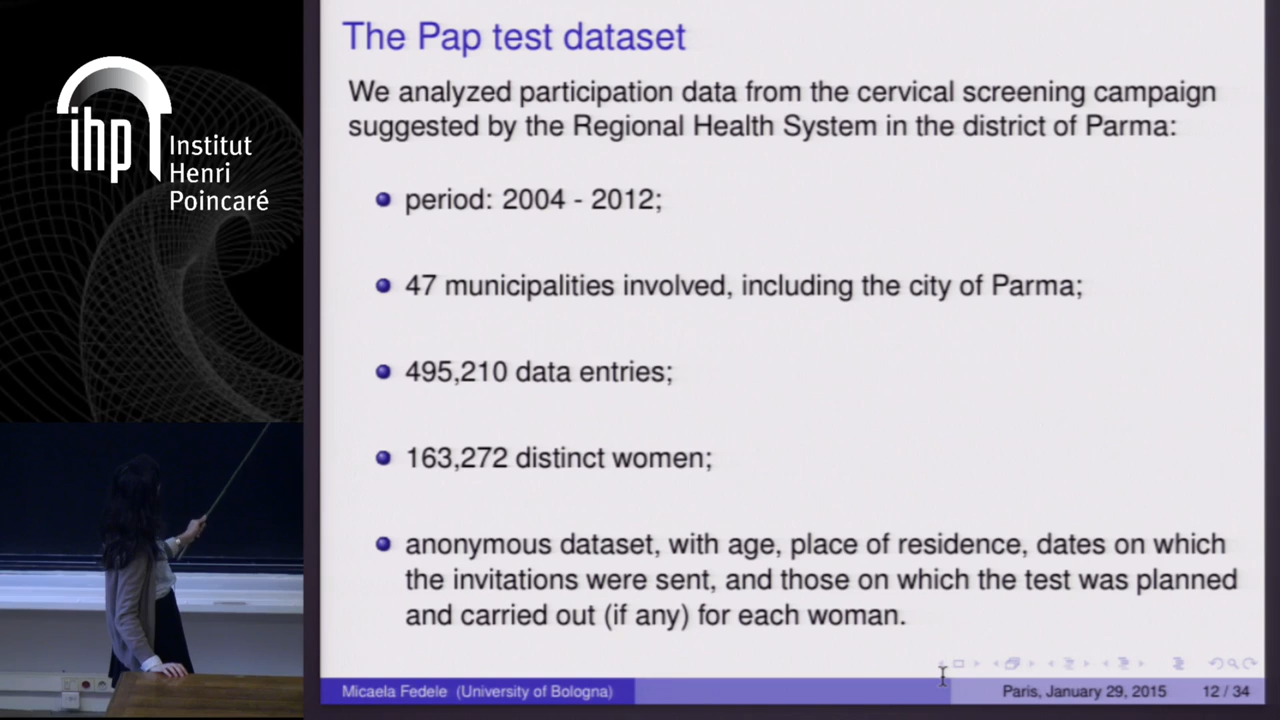 ihp
Institut
Henri
Poincaré
The Pap test dataset
We analyzed participation data from the cervical screening campaign
suggested by the Regional Health System in the district of Parma:
period: 2004 - 2012;
47 municipalities involved, including the city of Parma;
495,210 data entries;
163,272 distinct women;
anonymous dataset, with age, place of residence, dates on which
the invitations were sent, and those on which the test was planned
and carried out (if any) for each woman.
Micaela Fedele (University of Bologna)
Paris, January 29, 2015
12 / 34